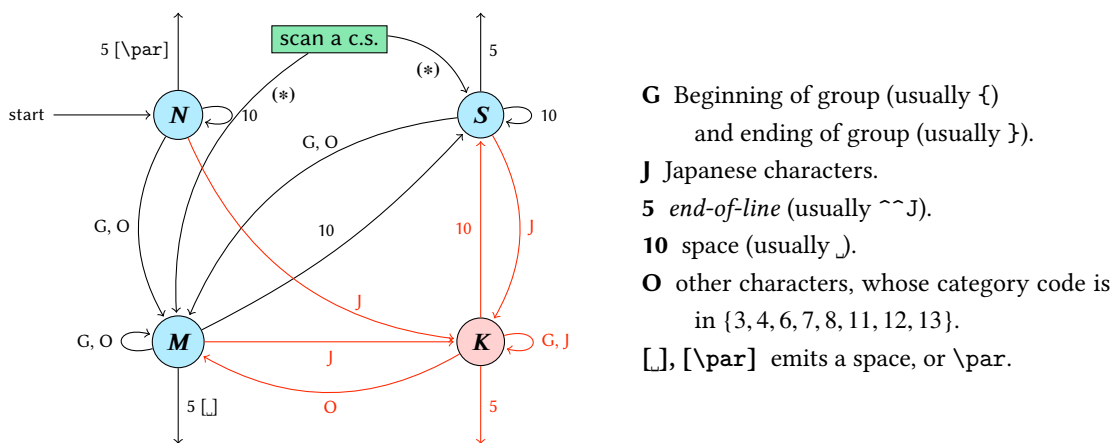 5 [\par]
scan a c.s.
5
(∗)
(∗)
start
N
10
S
10
G, O
G, O
10
J
10
J
G, O
M
J
K
G, J
O
5 [␣]
5
G Beginning of group (usually {)
and ending of group (usually }).
J Japanese characters.
5 end-of-line (usually ^^J).
10 space (usually ␣).
O other characters, whose category code is
in {3, 4, 6, 7, 8, 11, 12, 13}.
[␣], [\par] emits a space, or \par.